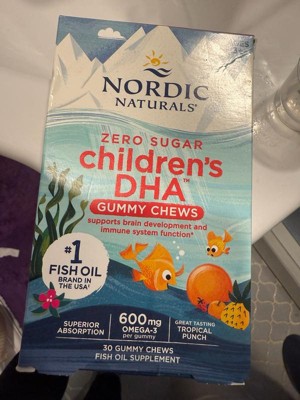 NORDIC
NATURALS®
ZERO SUGAR
children's
DHA™
GUMMY CHEWS
supports brain development and
immune system function*
#1
FISH OIL
BRAND IN
THE USA‡
SUPERIOR
ABSORPTION
600mg
OMEGA-3
per gummy
GREAT TASTING
TROPICAL
PUNCH
30 GUMMY CHEWS
FISH OIL SUPPLEMENT